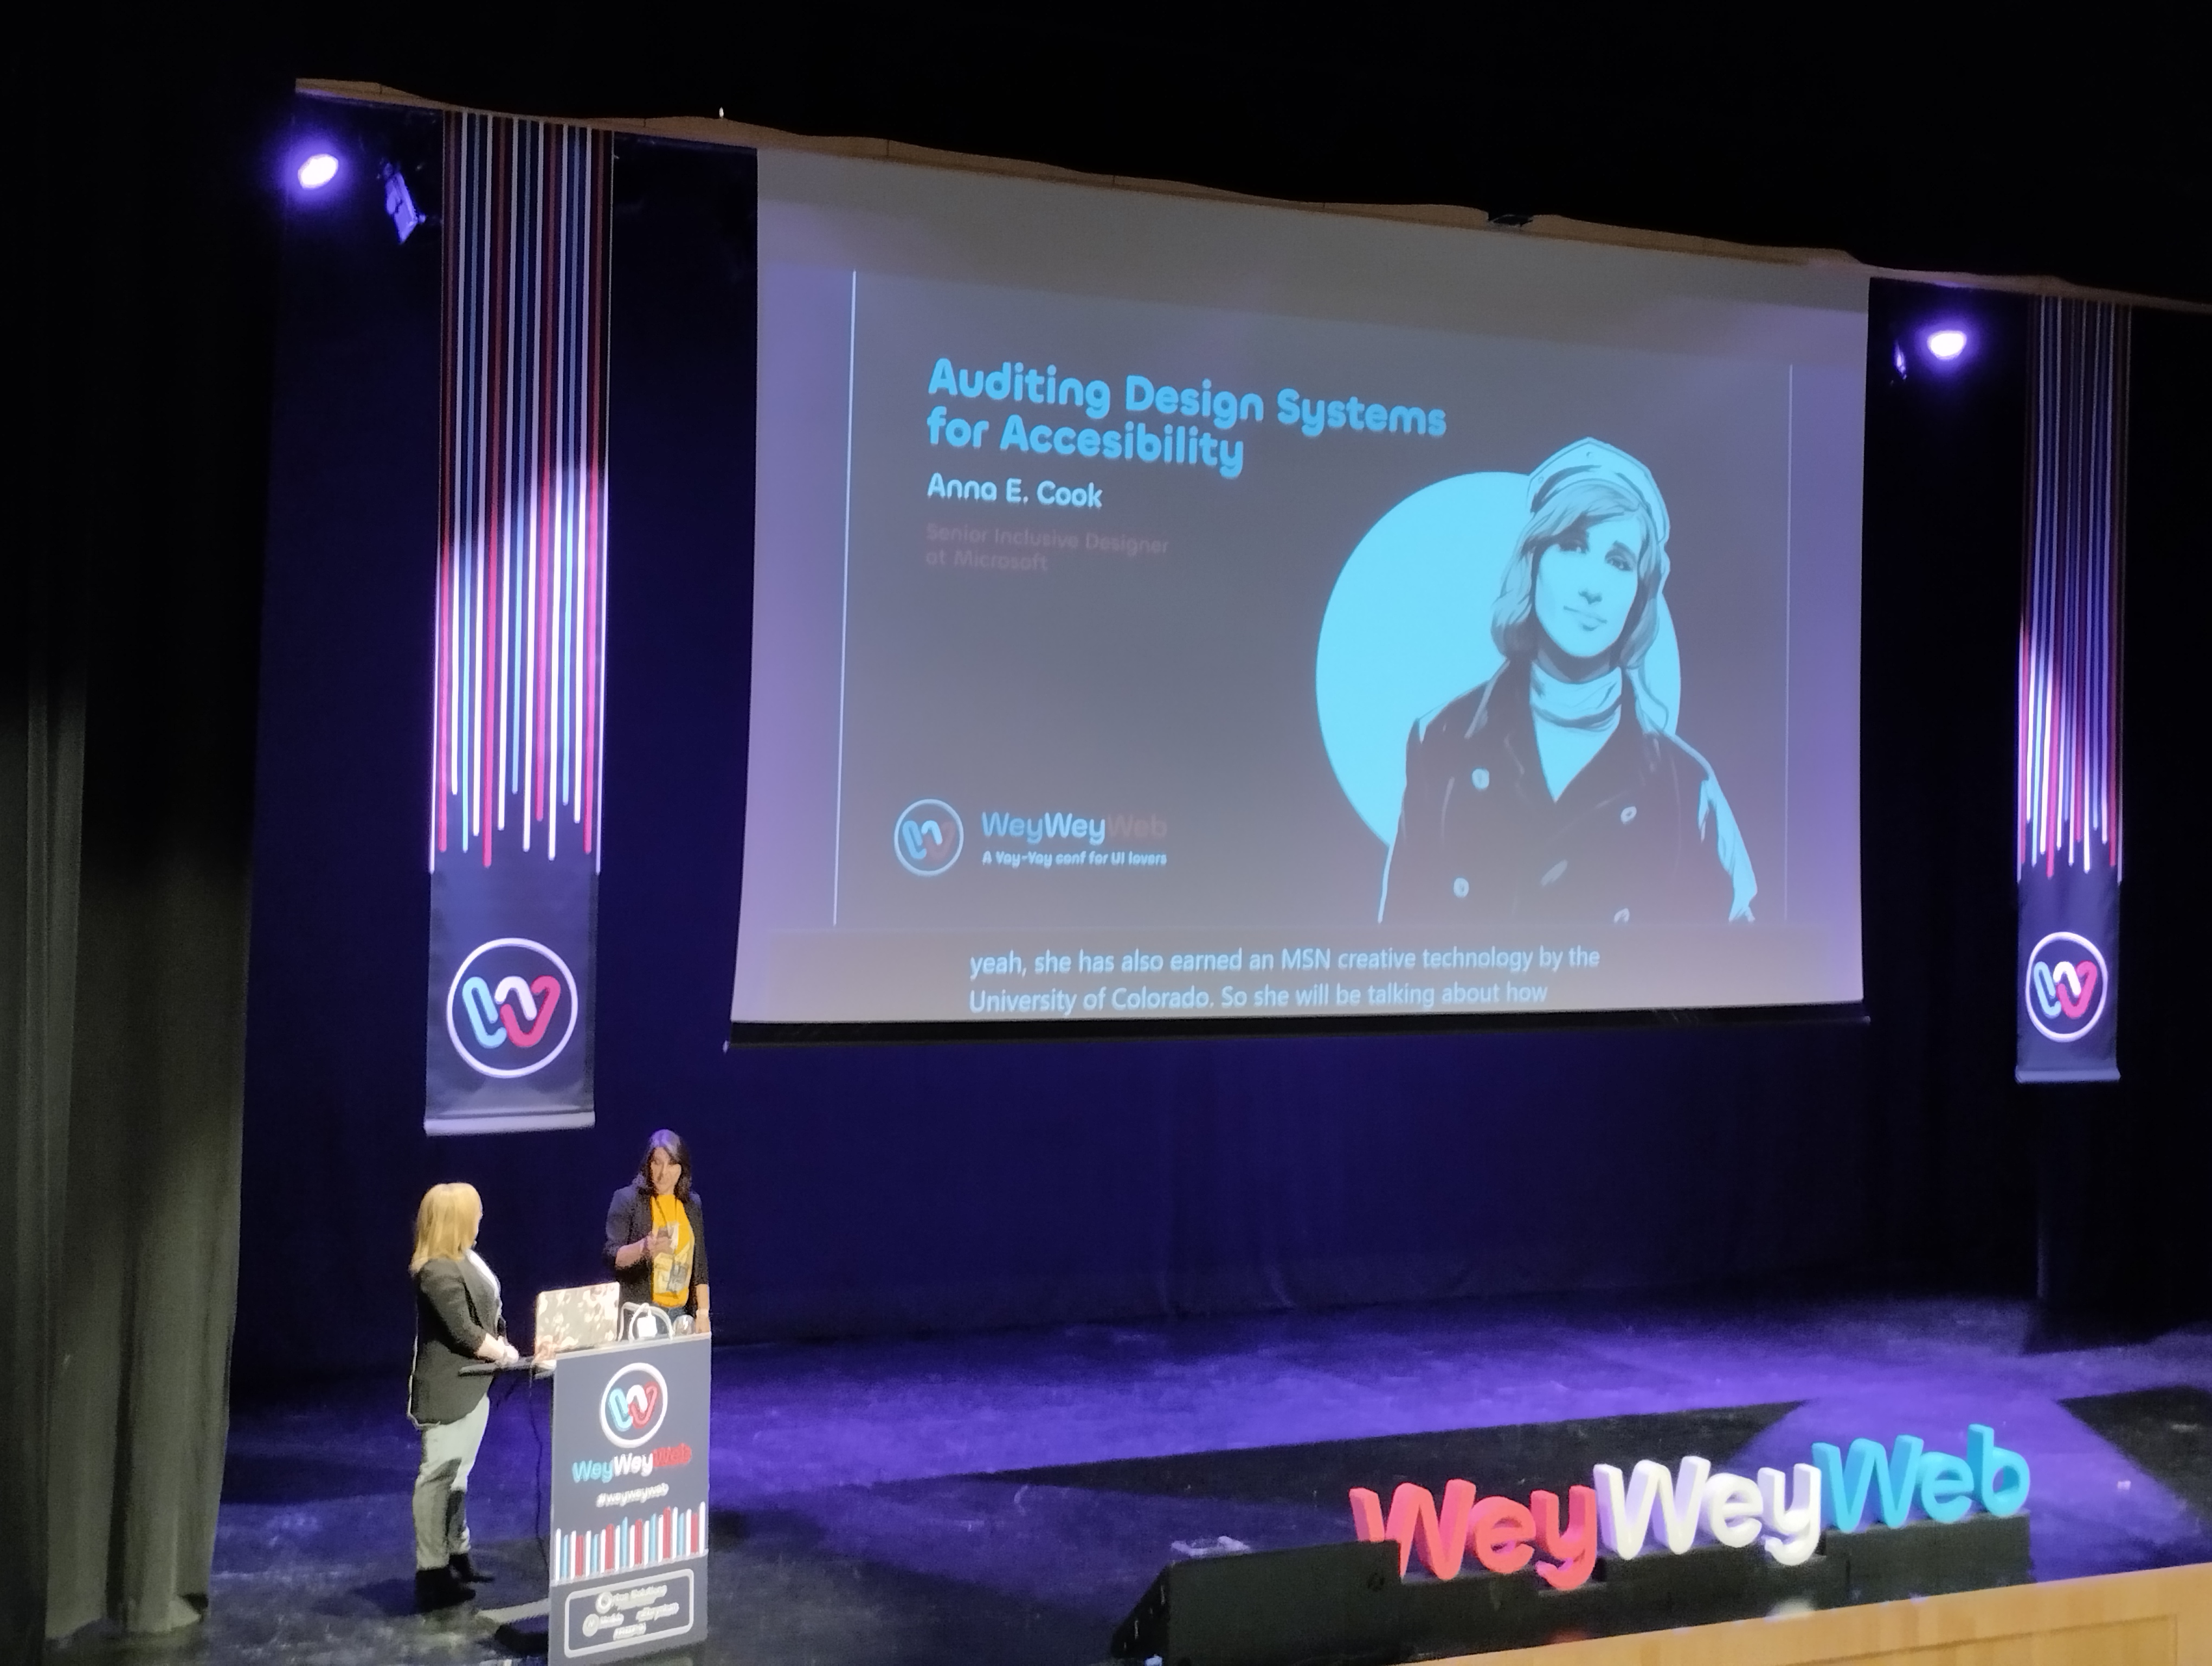 Auditing Design Systems
for Accesibility
Anna E. Cook
Senior Inclusive Designer
at Microsoft
WeyWeyWeb
A Vay-Vay conf for UI lovers
yeah, she has also earned an MSN creative technology by the
University of Colorado. So she will be talking about how
WeyWeyWeb
#weyweyweb
WeyWeyWeb